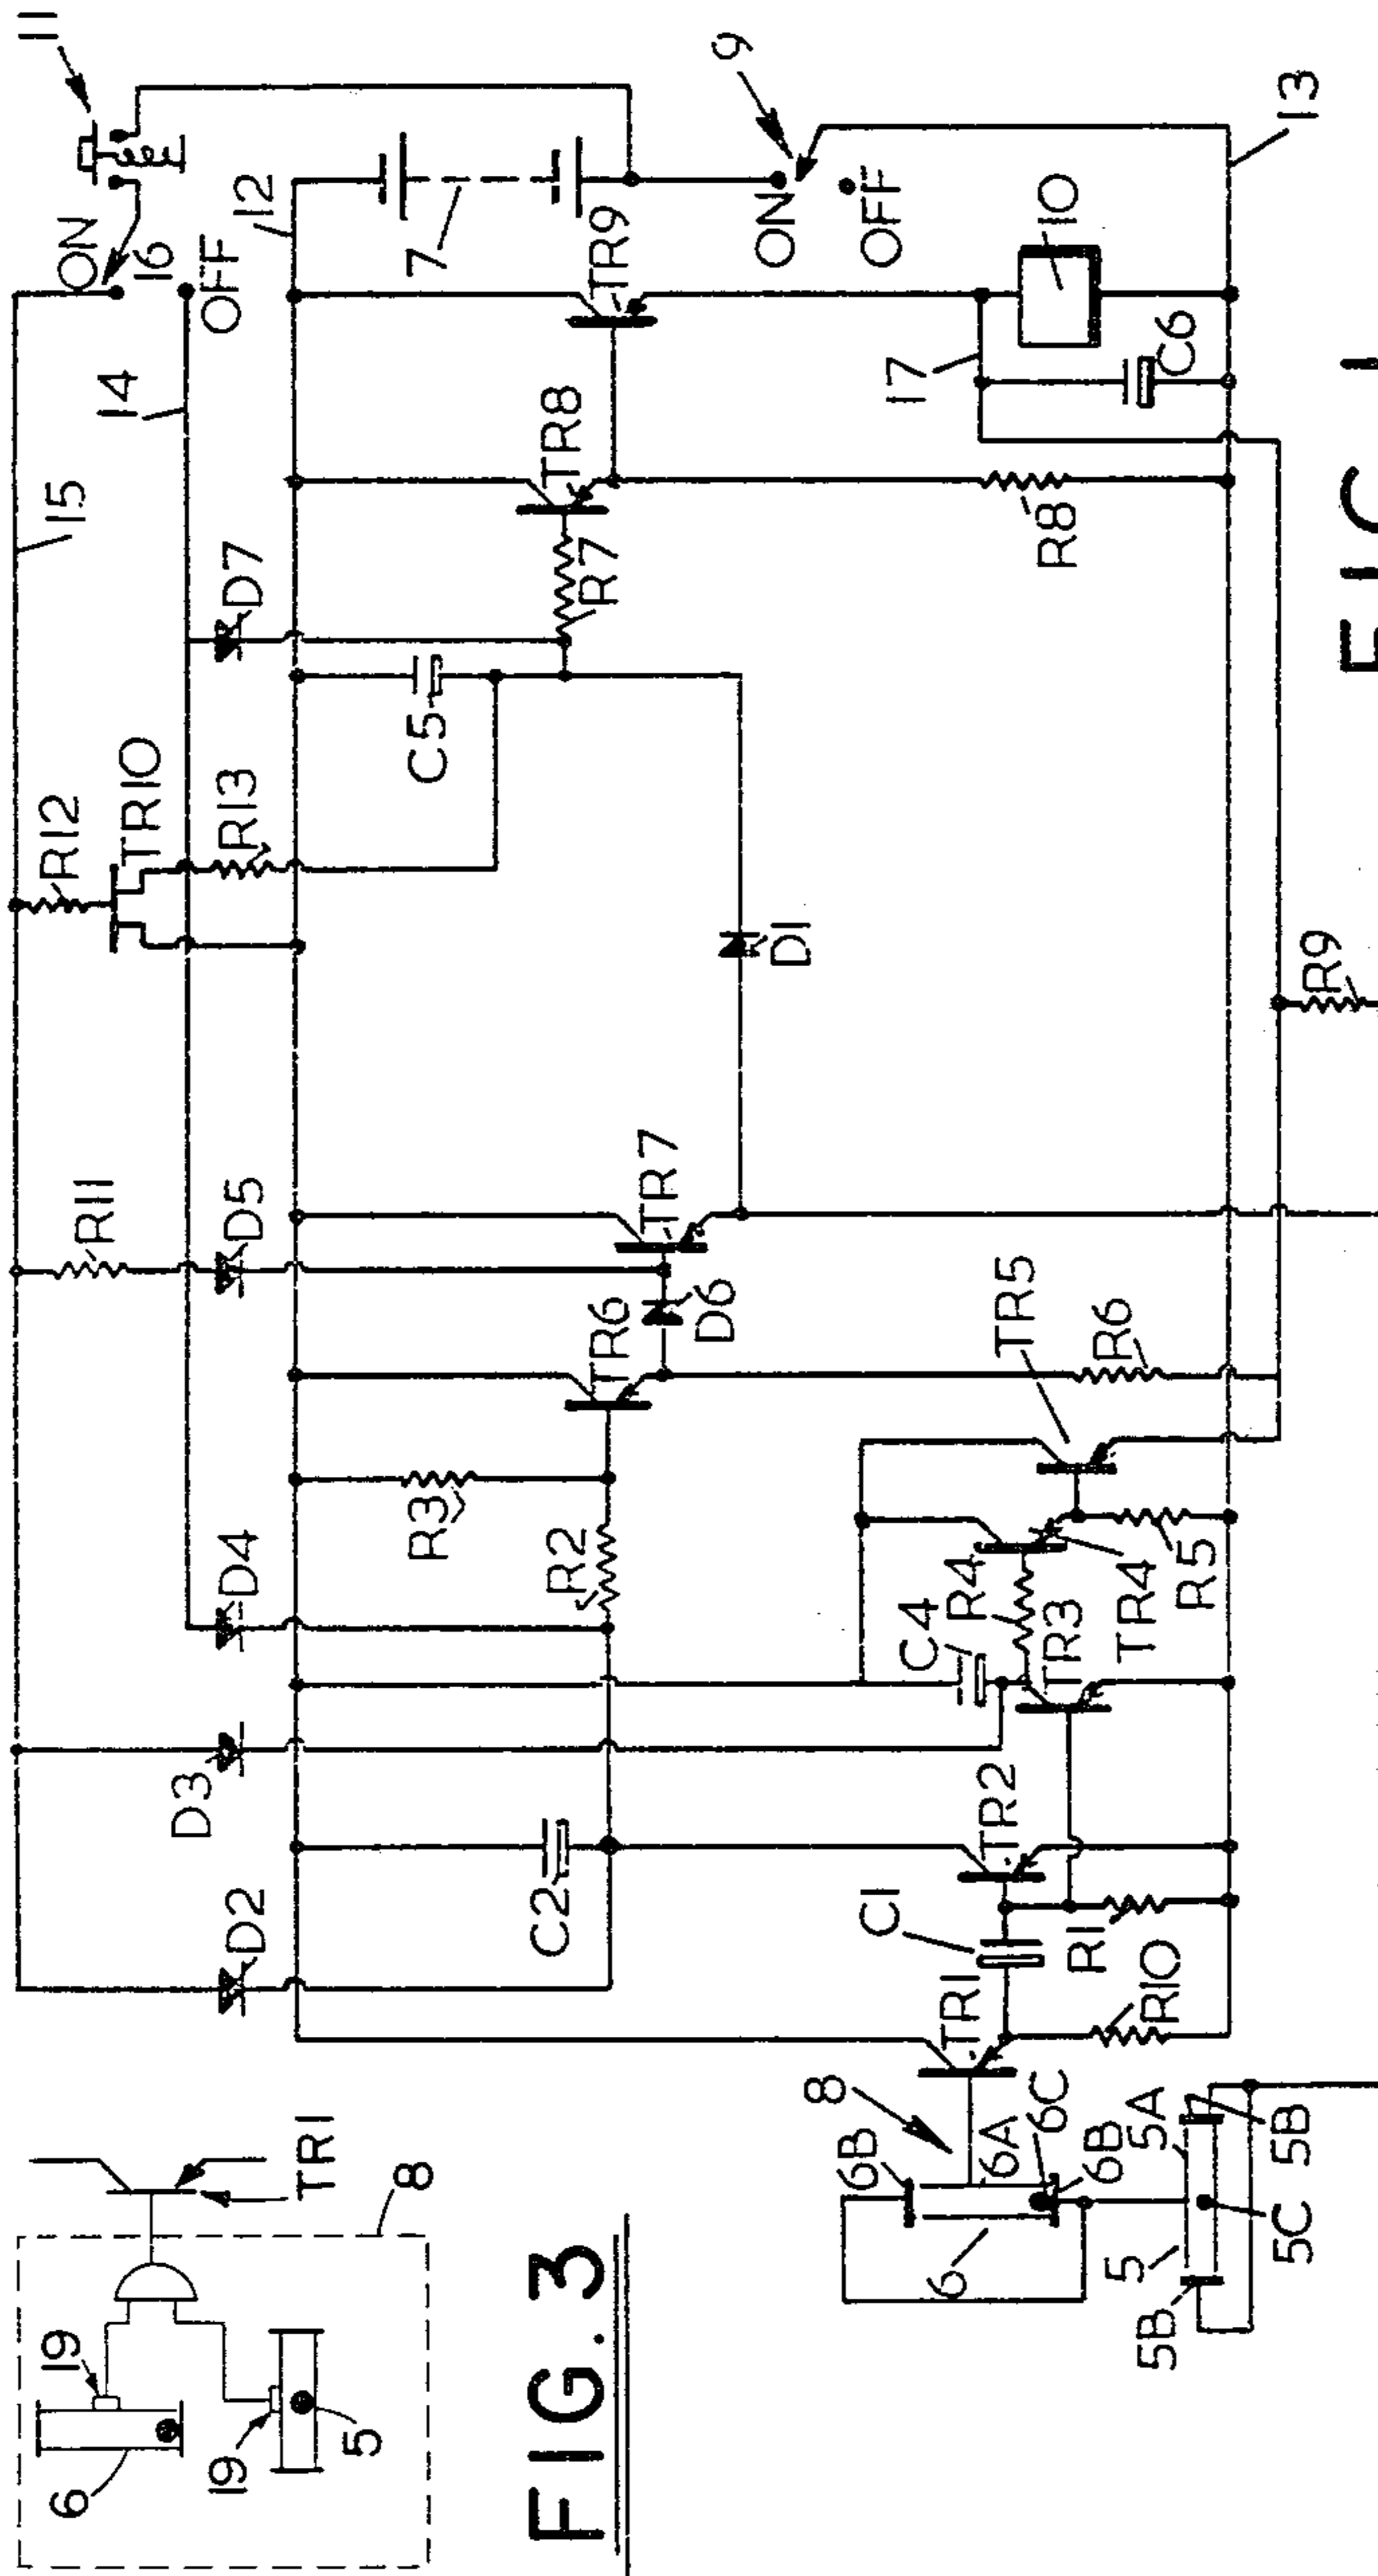 11
15
ON
16
OFF
14
12
R12
TR10
R13
D7
R11
D5
D4
D3
D2
7
9
ON
OFF
13
C5
R7
TR8
TR9
17
10
C6
R8
D1
TR7
D6
TR6
R3
R2
C2
R9
TR5
R6
R4
C4
TR3
TR4
R5
TR2
C1
R1
TR1
R10
8
6B
6A
6C
6B
6
5A
5B
5C
5
5B
FIG. 1
6
19
19
5
8
TR1
FIG. 3